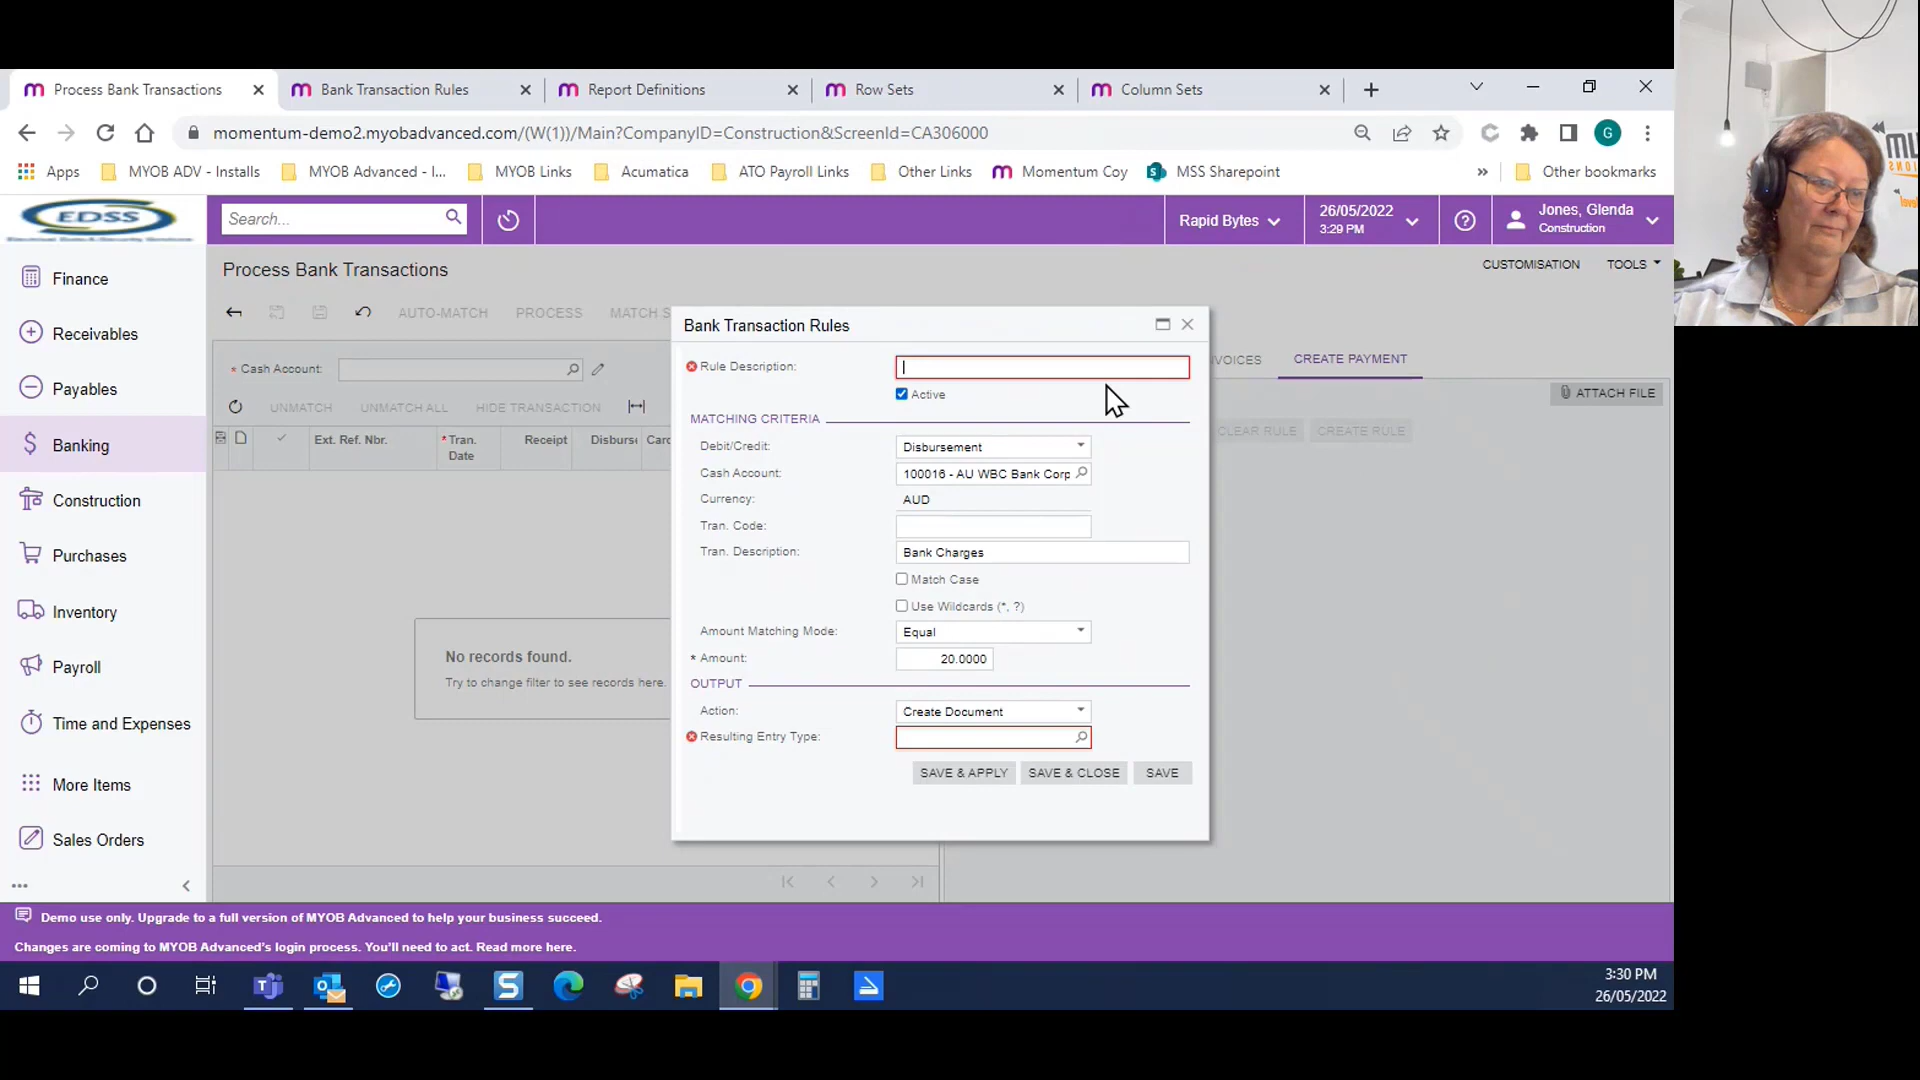 Process Bank Transactions
Bank Transaction Rules
Report Definitions
Row Sets
Column Sets
momentum-demo2.myobadvanced.com/(W(1))/Main?CompanyID=Construction&ScreenId=CA306000
G
Apps
MYOB ADV - Installs
MYOB Advanced - I...
MYOB Links
Acumatica
ATO Payroll Links
Other Links
Momentum Coy
MSS Sharepoint
Other bookmarks
EDSS
Search...
Rapid Bytes
26/05/2022
3:29 PM
Jones, Glenda
Construction
Finance
Receivables
Payables
Banking
Construction
Purchases
Inventory
Payroll
Time and Expenses
More Items
Sales Orders
Process Bank Transactions
CUSTOMISATION
TOOLS
AUTO-MATCH
PROCESS
MATCH S
* Cash Account:
UNMATCH
UNMATCH ALL
HIDE TRANSACTION
Ext. Ref. Nbr.
* Tran. Date
Receipt
Disburs
Card
No records found.
Try to change filter to see records here.
VOICES
CREATE PAYMENT
ATTACH FILE
CLEAR RULE
CREATE RULE
Bank Transaction Rules
Rule Description:
Active
MATCHING CRITERIA
Debit/Credit: Disbursement
Cash Account: 100016 - AU WBC Bank Corp
Currency: AUD
Tran. Code:
Tran. Description: Bank Charges
Match Case
Use Wildcards (*, ?)
Amount Matching Mode: Equal
* Amount: 20.0000
OUTPUT
Action: Create Document
Resulting Entry Type:
SAVE & APPLY
SAVE & CLOSE
SAVE
Demo use only. Upgrade to a full version of MYOB Advanced to help your business succeed.
Changes are coming to MYOB Advanced's login process. You'll need to act. Read more here.
3:30 PM
26/05/2022